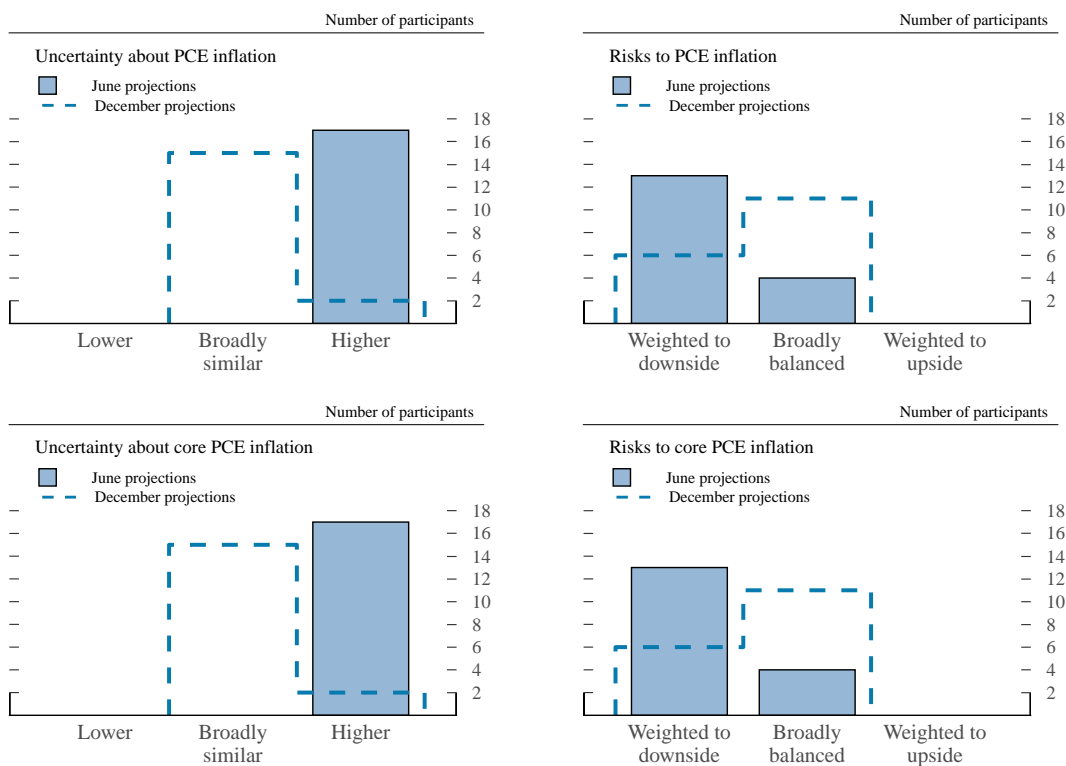 Number of participants
Uncertainty about PCE inflation
June projections
December projections
18
16
14
12
10
8
6
4
2
Lower
Broadly
similar
Higher
Number of participants
Risks to PCE inflation
June projections
December projections
18
16
14
12
10
8
6
4
2
Weighted to
downside
Broadly
balanced
Weighted to
upside
Number of participants
Uncertainty about core PCE inflation
June projections
December projections
18
16
14
12
10
8
6
4
2
Lower
Broadly
similar
Higher
Number of participants
Risks to core PCE inflation
June projections
December projections
18
16
14
12
10
8
6
4
2
Weighted to
downside
Broadly
balanced
Weighted to
upside